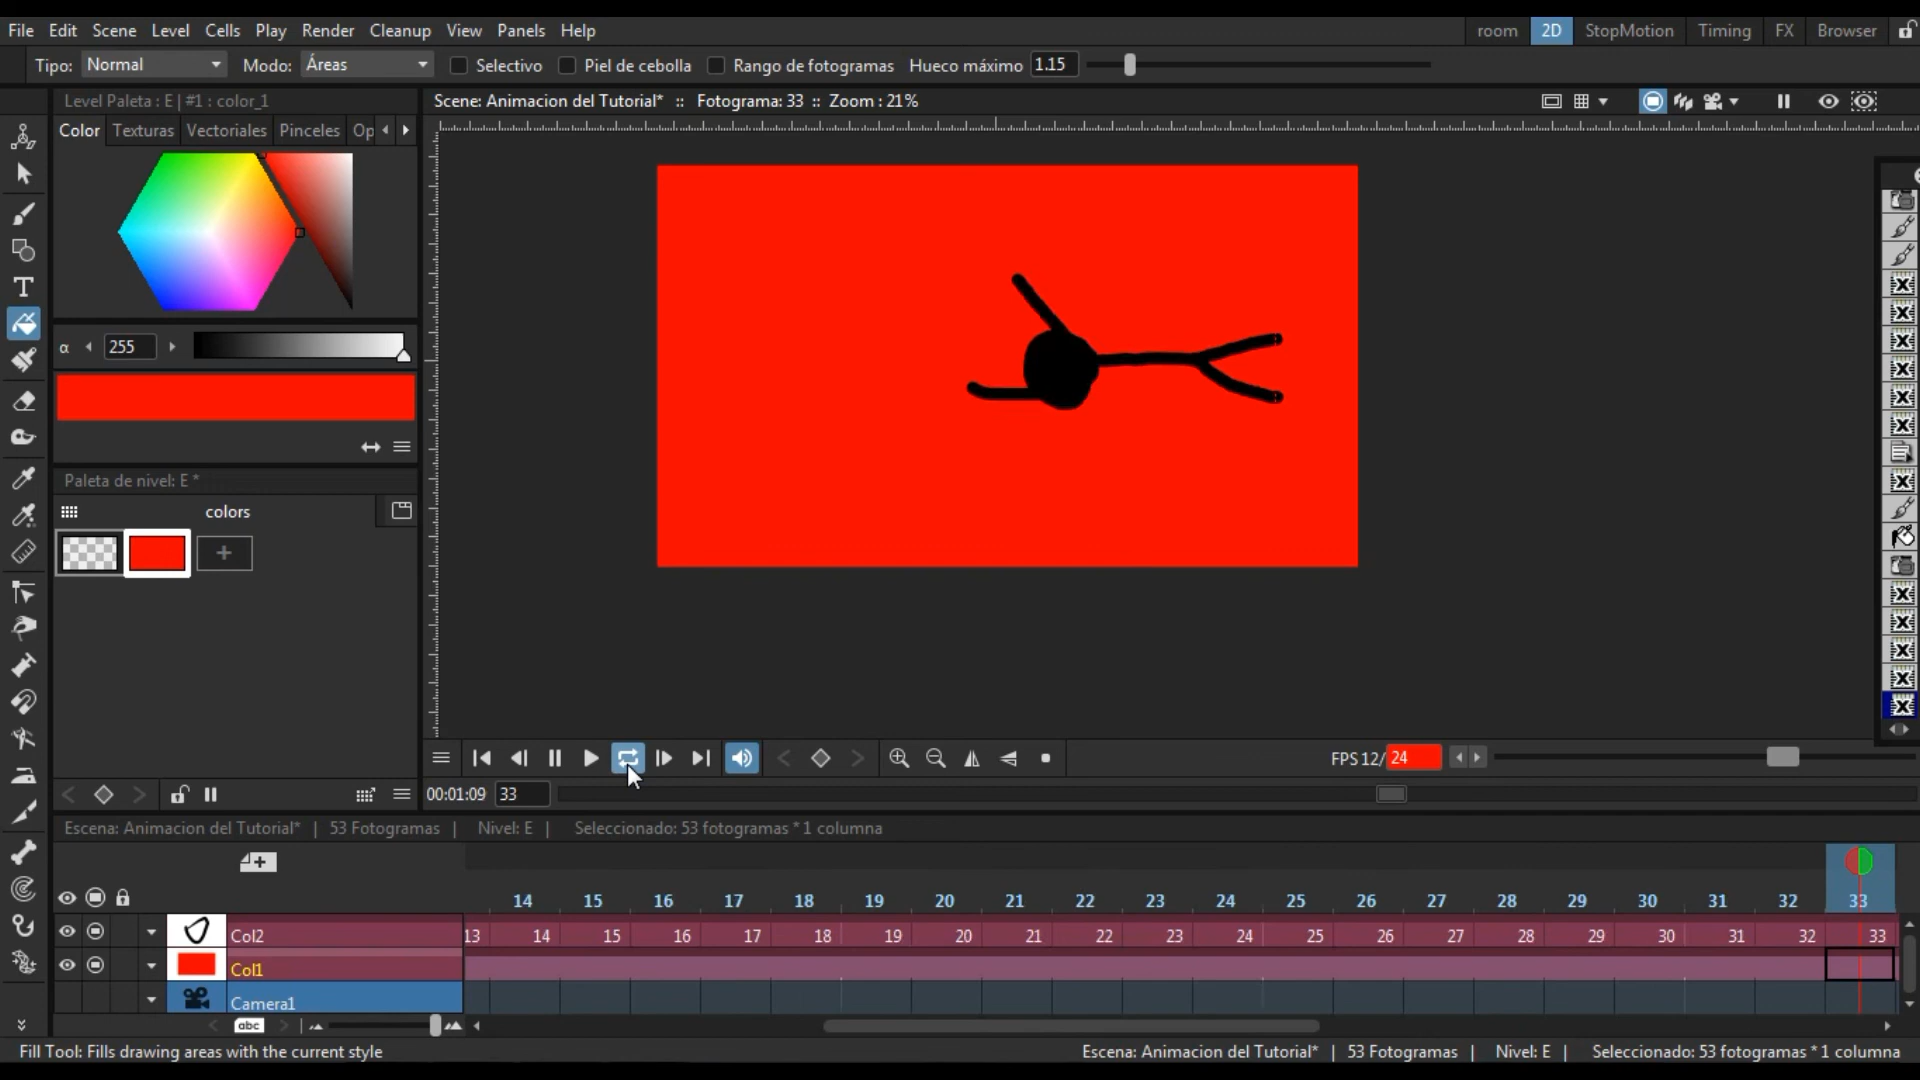 File Edit Scene Level Cells Play Render Cleanup View Panels Help room 2D StopMotion Timing FX Browser
Tipo: Normal Modo: Áreas Selectivo Piel de cebolla Rango de fotogramas Hueco máximo 1.15
Level Paleta : E | #1 : color_1
Scene: Animacion del Tutorial* :: Fotograma: 33 :: Zoom : 21%
Color Texturas Vectoriales Pinceles Op
T
α 255
Paleta de nivel: E *
colors
+
FPS 12/ 24
00:01:09 33
Escena: Animacion del Tutorial* | 53 Fotogramas | Nivel: E | Seleccionado: 53 fotogramas * 1 columna
14 15 16 17 18 19 20 21 22 23 24 25 26 27 28 29 30 31 32 33
Col2 13 14 15 16 17 18 19 20 21 22 23 24 25 26 27 28 29 30 31 32 33
Col1
Camera1
abc
Fill Tool: Fills drawing areas with the current style Escena: Animacion del Tutorial* | 53 Fotogramas | Nivel: E | Seleccionado: 53 fotogramas * 1 columna